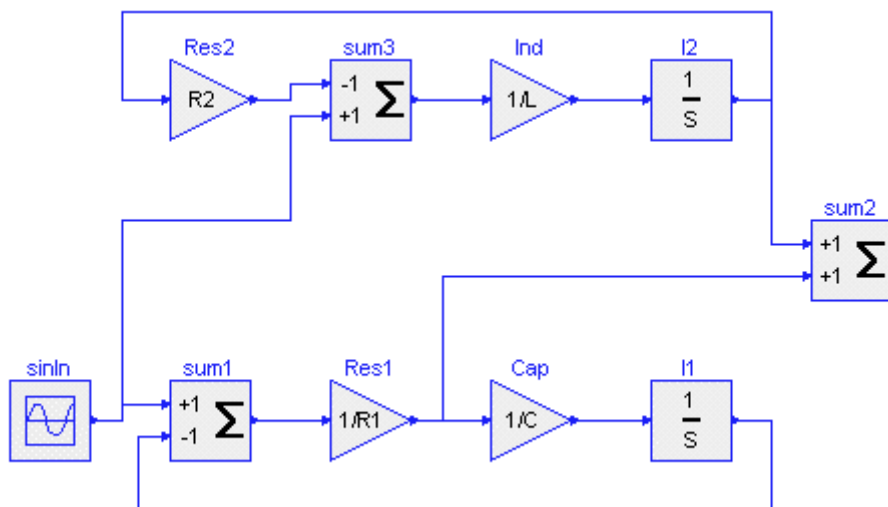 Res2
sum3
Ind
I2
R2
-1
+1
Σ
1/L
1
S
sum2
+1
+1
Σ
sinIn
sum1
Res1
Cap
I1
+1
-1
Σ
1/R1
1/C
1
S